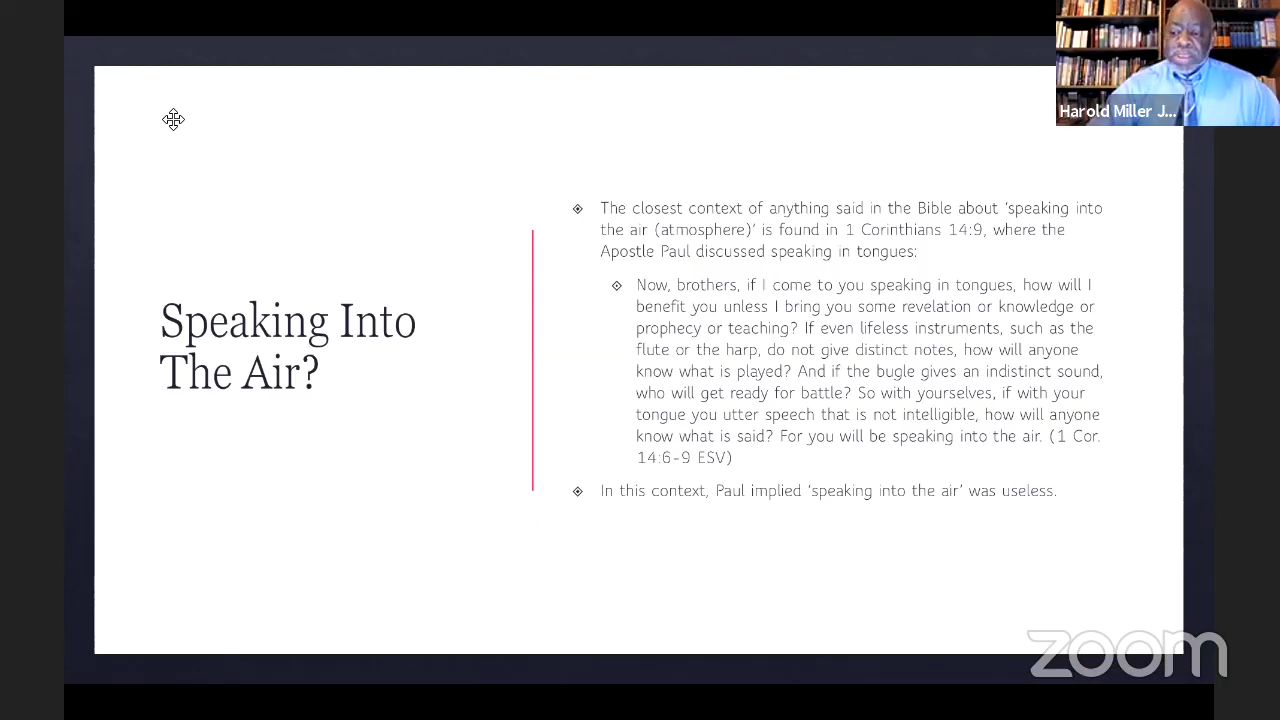 Harold Miller J...
Speaking Into
The Air?
The closest context of anything said in the Bible about ‘speaking into
the air (atmosphere)’ is found in 1 Corinthians 14:9, where the
Apostle Paul discussed speaking in tongues:
Now, brothers, if I come to you speaking in tongues, how will I
benefit you unless I bring you some revelation or knowledge or
prophecy or teaching? If even lifeless instruments, such as the
flute or the harp, do not give distinct notes, how will anyone
know what is played? And if the bugle gives an indistinct sound,
who will get ready for battle? So with yourselves, if with your
tongue you utter speech that is not intelligible, how will anyone
know what is said? For you will be speaking into the air. (1 Cor.
14:6-9 ESV)
In this context, Paul implied ‘speaking into the air’ was useless.
zoom